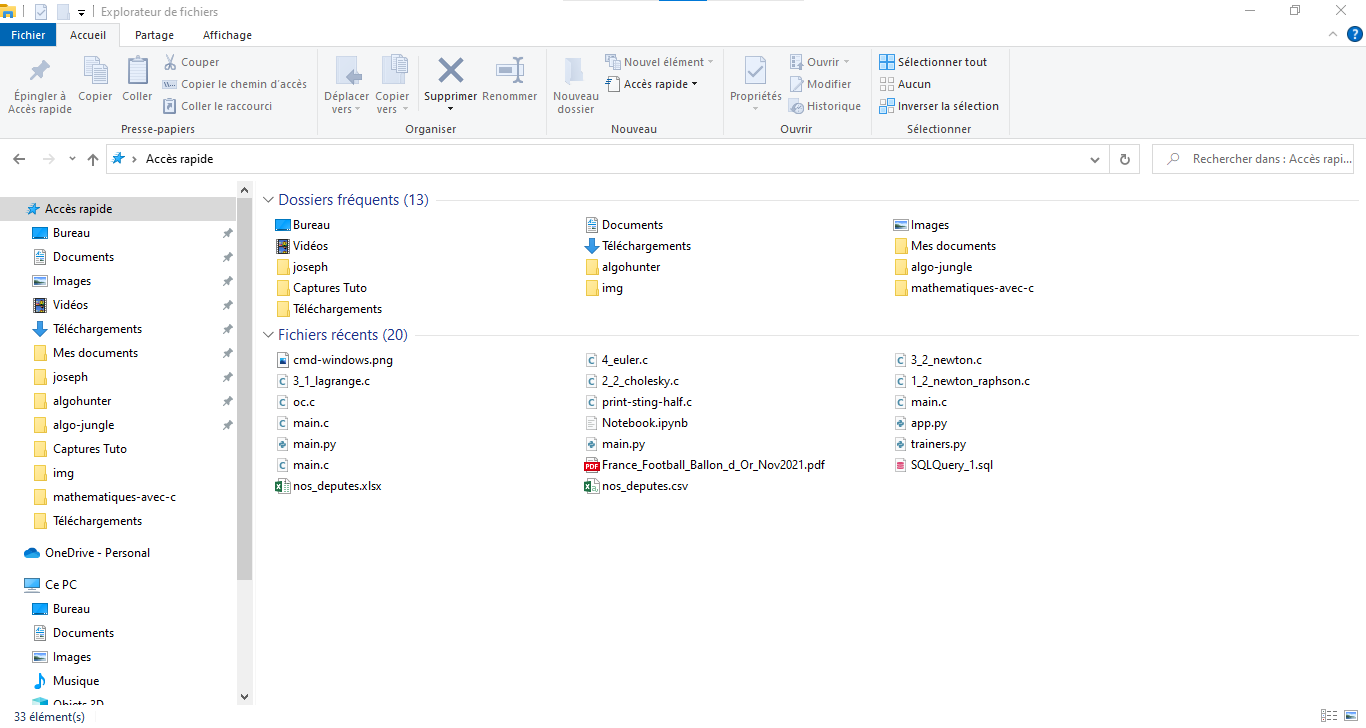 Explorateur de fichiers
Fichier Accueil Partage Affichage
Épingler à Accès rapide
Copier
Coller
Couper
Copier le chemin d'accès
Coller le raccourci
Presse-papiers
Déplacer vers
Copier vers
Supprimer
Renommer
Organiser
Nouveau dossier
Nouvel élément
Accès rapide
Nouveau
Propriétés
Ouvrir
Modifier
Historique
Ouvrir
Sélectionner tout
Aucun
Inverser la sélection
Sélectionner
Accès rapide
Rechercher dans : Accès rapi...
Accès rapide
Bureau
Documents
Images
Vidéos
Téléchargements
Mes documents
joseph
algohunter
algo-jungle
Captures Tuto
img
mathematiques-avec-c
Téléchargements
OneDrive - Personal
Ce PC
Bureau
Documents
Images
Musique
Objets 3D
Dossiers fréquents (13)
Bureau Documents Images
Vidéos Téléchargements Mes documents
joseph algohunter algo-jungle
Captures Tuto img mathematiques-avec-c
Téléchargements
Fichiers récents (20)
cmd-windows.png 4_euler.c 3_2_newton.c
3_1_lagrange.c 2_2_cholesky.c 1_2_newton_raphson.c
oc.c print-sting-half.c main.c
main.c Notebook.ipynb app.py
main.py main.py trainers.py
main.c France_Football_Ballon_d_Or_Nov2021.pdf SQLQuery_1.sql
nos_deputes.xlsx nos_deputes.csv
33 élément(s)